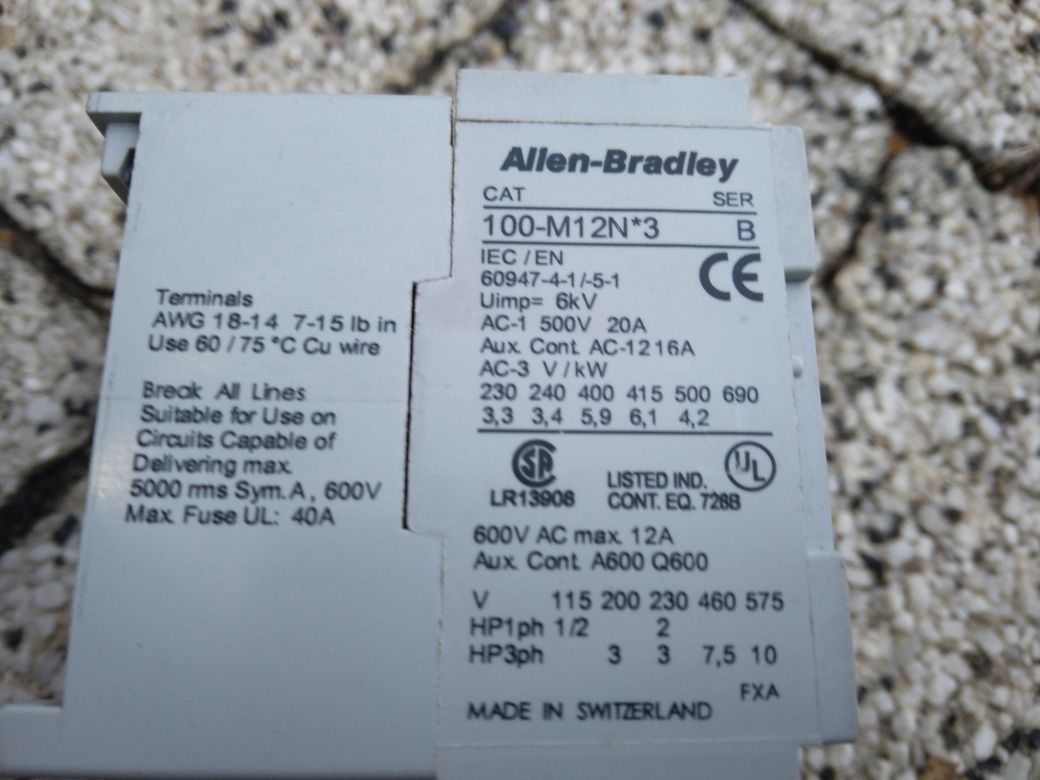 Terminals
AWG 18-14 7-15 lb in
Use 60 / 75 °C Cu wire
Break All Lines
Suitable for Use on
Circuits Capable of
Delivering max.
5000 rms Sym. A , 600V
Max. Fuse UL: 40A
Allen-Bradley
CAT SER
100-M12N*3 B
IEC / EN
60947-4-1/-5-1
CE
Uimp= 6kV
AC-1 500V 20A
Aux. Cont. AC-12 16A
AC-3 V / kW
230 240 400 415 500 690
3,3 3,4 5,9 6,1 4,2
SA
LR13908
LISTED IND.
CONT. EQ. 728B
UL
600V AC max. 12A
Aux. Cont. A600 Q600
V 115 200 230 460 575
HP1ph 1/2 2
HP3ph 3 3 7,5 10
FXA
MADE IN SWITZERLAND